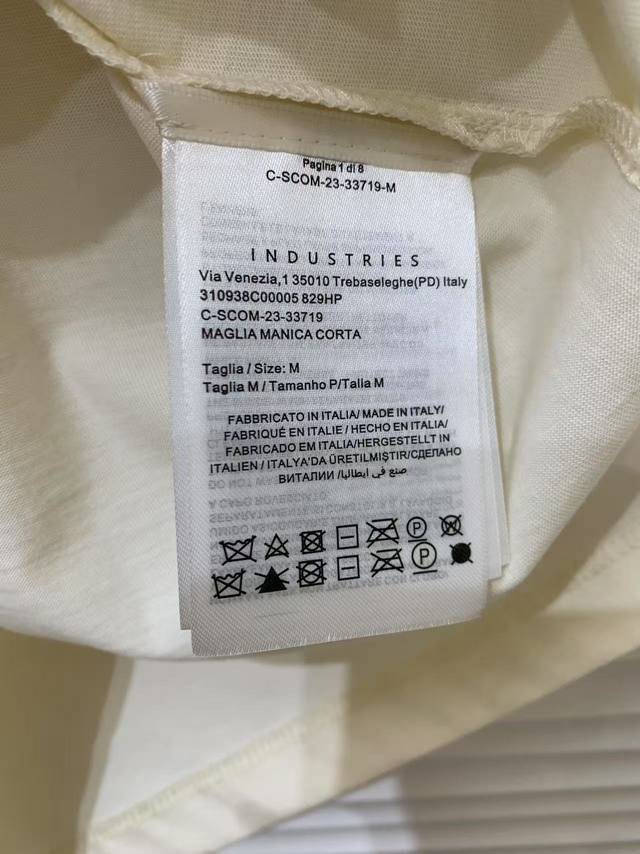 Pagina 1 di 8
C-SCOM-23-33719-M
INDUSTRIES
Via Venezia,1 35010 Trebaseleghe(PD) Italy
310938C00005 829HP
C-SCOM-23-33719
MAGLIA MANICA CORTA
Taglia / Size: M
Taglia M / Tamanho P/Talla M
FABBRICATO IN ITALIA/ MADE IN ITALY/
FABRIQUÉ EN ITALIE / HECHO EN ITALIA/
FABRICADO EM ITALIA/HERGESTELLT IN
ITALIEN / ITALYA'DA ÜRETILMIŞTIR/СДЕЛАНО
ВИТАЛИИ /صنع في ايطاليا